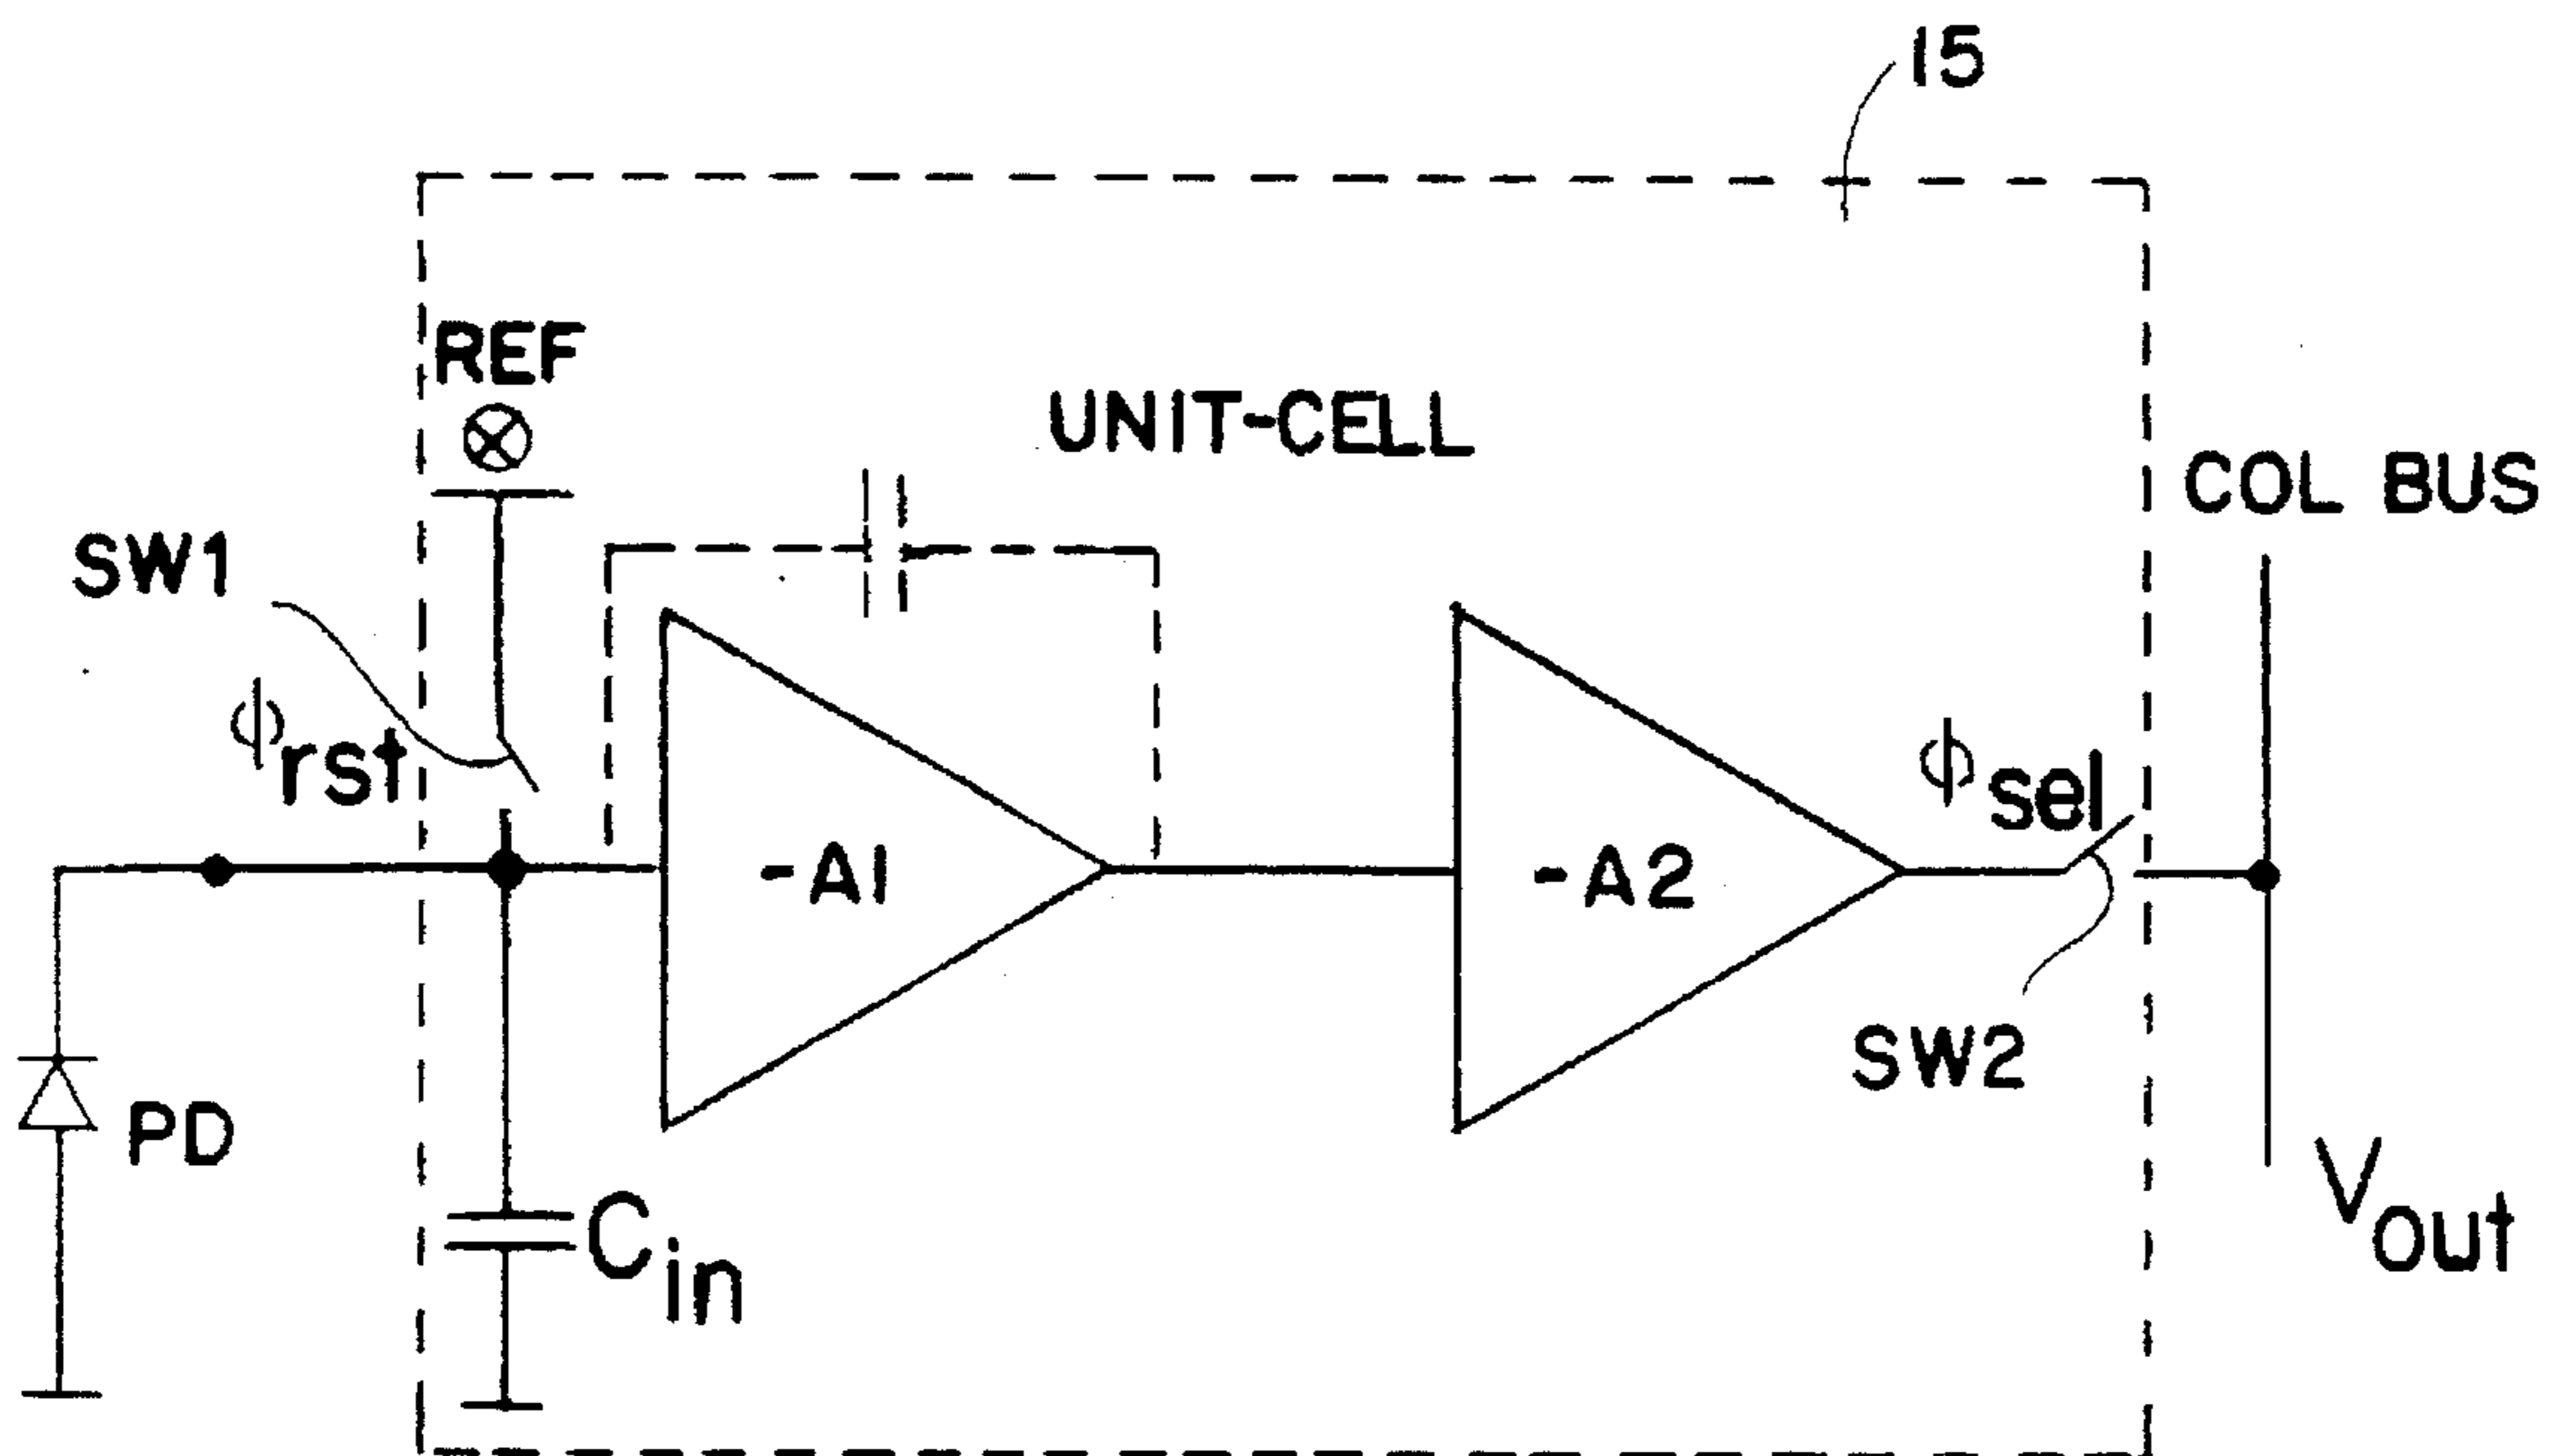 15
REF
UNIT-CELL
COL BUS
SW1
ϕrst
ϕsel
-A1
-A2
SW2
PD
Cin
Vout